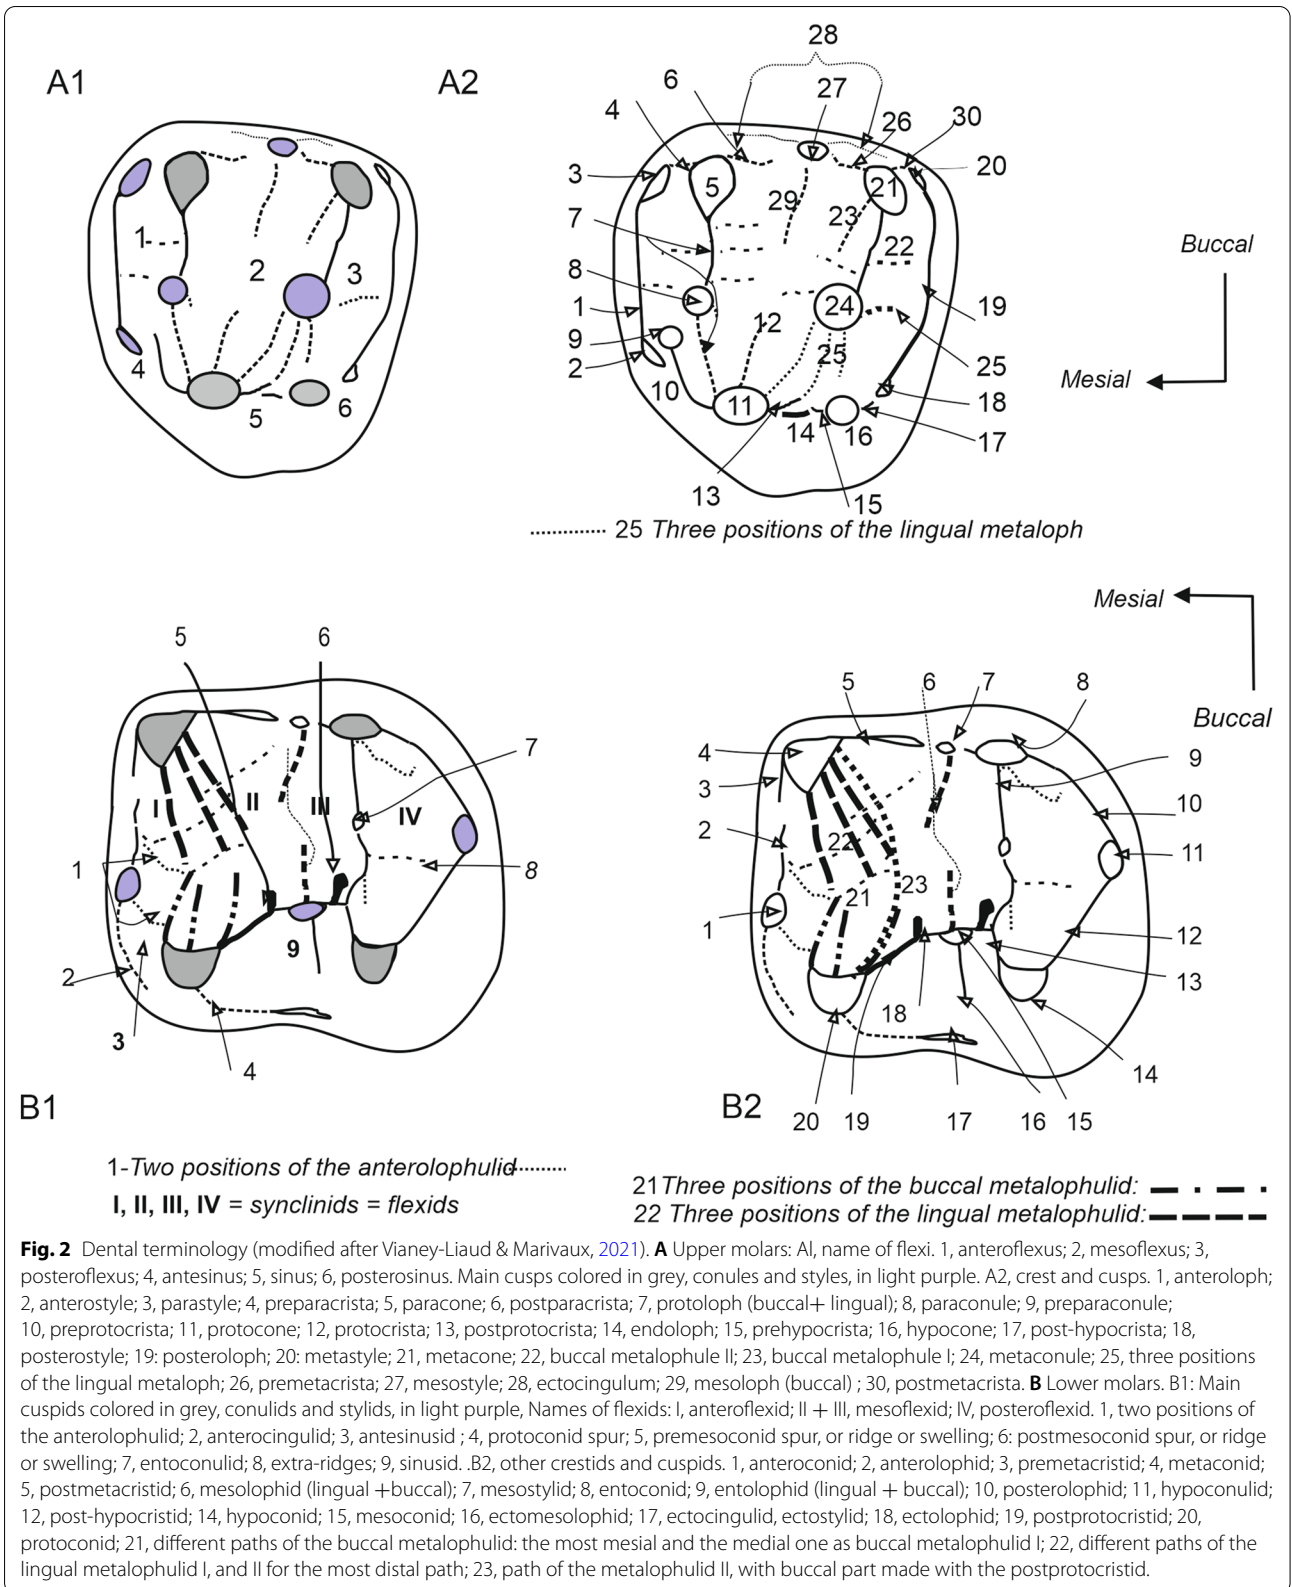 A1
1
2
3
4
5
6
A2
28
6
27
4
26
30
3
5
21
20
29
7
23
22
8
24
1
19
12
9
25
2
25
10
11
18
14
16
17
13
15
Buccal
Mesial
25 Three positions of the lingual metaloph
Mesial
Buccal
5
6
7
I
II
III
IV
1
8
9
2
3
4
B1
5
6
7
8
4
9
3
10
2
22
11
21
23
1
12
13
18
14
B2
20
19
17
16
15
1-Two positions of the anterolophulid
I, II, III, IV = synclinids = flexids
21 Three positions of the buccal metalophulid:
22 Three positions of the lingual metalophulid:
Fig. 2 Dental terminology (modified after Vianey-Liaud & Marivaux, 2021). A Upper molars: Al, name of flexi. 1, anteroflexus; 2, mesoflexus; 3,
posteroflexus; 4, antesinus; 5, sinus; 6, posterosinus. Main cusps colored in grey, conules and styles, in light purple. A2, crest and cusps. 1, anteroloph;
2, anterostyle; 3, parastyle; 4, preparacrista; 5, paracone; 6, postparacrista; 7, protoloph (buccal+ lingual); 8, paraconule; 9, preparaconule;
10, preprotocrista; 11, protocone; 12, protocrista; 13, postprotocrista; 14, endoloph; 15, prehypocrista; 16, hypocone; 17, post-hypocrista; 18,
posterostyle; 19: posteroloph; 20: metastyle; 21, metacone; 22, buccal metalophule II; 23, buccal metalophule I; 24, metaconule; 25, three positions
of the lingual metaloph; 26, premetacrista; 27, mesostyle; 28, ectocingulum; 29, mesoloph (buccal) ; 30, postmetacrista. B Lower molars. B1: Main
cuspids colored in grey, conulids and stylids, in light purple, Names of flexids: I, anteroflexid; II + III, mesoflexid; IV, posteroflexid. 1, two positions of
the anterolophulid; 2, anterocingulid; 3, antesinusid ; 4, protoconid spur; 5, premesoconid spur, or ridge or swelling; 6: postmesoconid spur, or ridge
or swelling; 7, entoconulid; 8, extra-ridges; 9, sinusid. .B2, other crestids and cuspids. 1, anteroconid; 2, anterolophid; 3, premetacristid; 4, metaconid;
5, postmetacristid; 6, mesolophid (lingual +buccal); 7, mesostylid; 8, entoconid; 9, entolophid (lingual + buccal); 10, posterolophid; 11, hypoconulid;
12, post-hypocristid; 14, hypoconid; 15, mesoconid; 16, ectomesolophid; 17, ectocingulid, ectostylid; 18, ectolophid; 19, postprotocristid; 20,
protoconid; 21, different paths of the buccal metalophulid: the most mesial and the medial one as buccal metalophulid I; 22, different paths of the
lingual metalophulid I, and II for the most distal path; 23, path of the metalophulid II, with buccal part made with the postprotocristid.